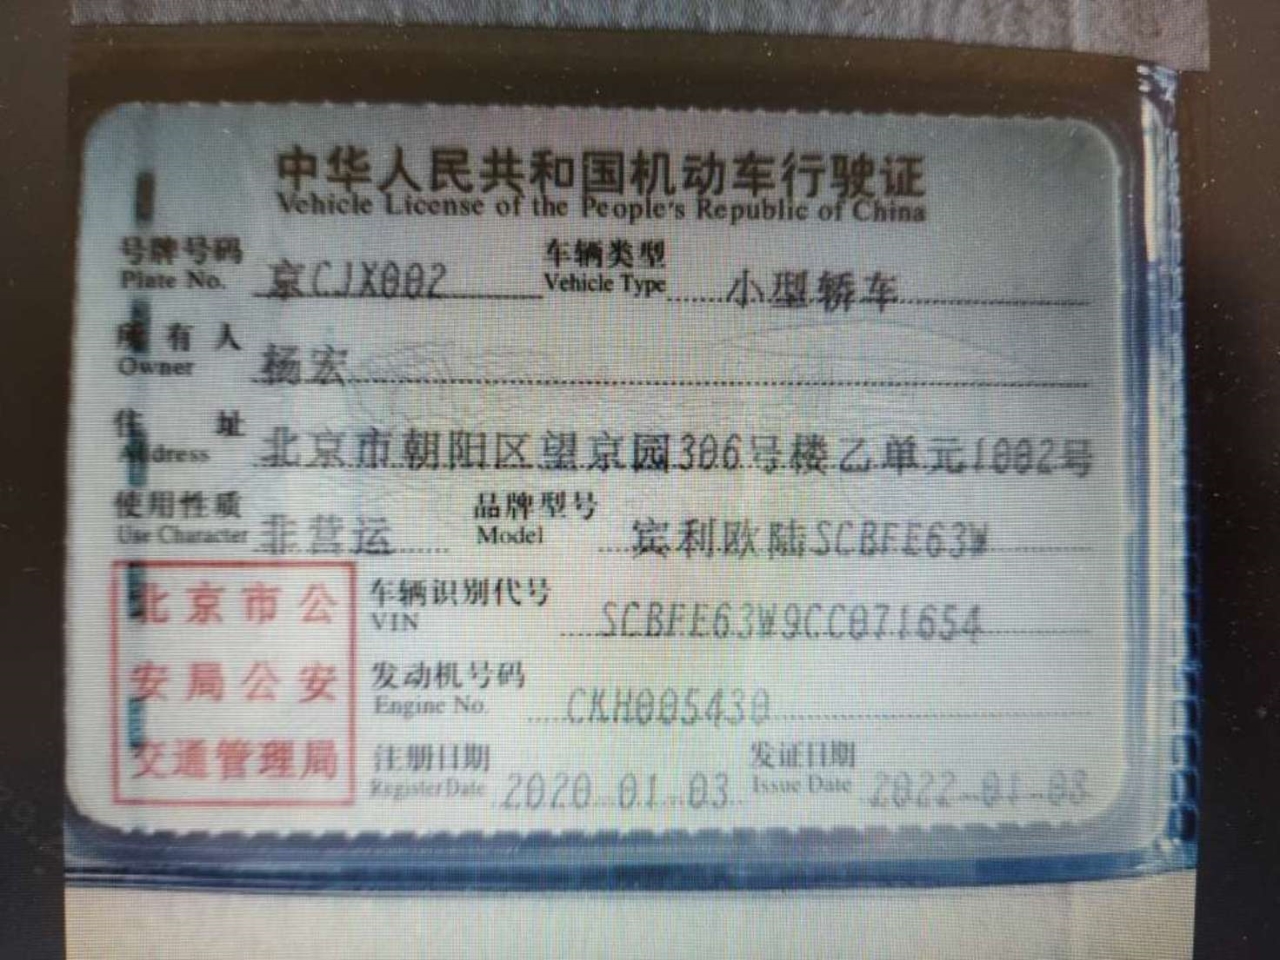 中华人民共和国机动车行驶证
Vehicle License of the People's Republic of China
号牌号码 京CJX002 车辆类型 小型轿车
Plate No. Vehicle Type
所有人 杨宏
Owner
住址 北京市朝阳区望京园306号楼乙单元1002号
Address
使用性质 非营运 品牌型号 宾利欧陆SCBFE63W
Use Character Model
北京市公
安局公安
交通管理局
车辆识别代号 SCBFE63W9CC071654
VIN
发动机号码 CKH005430
Engine No.
注册日期 2020-01-03 发证日期 2022-01-03
Register Date Issue Date